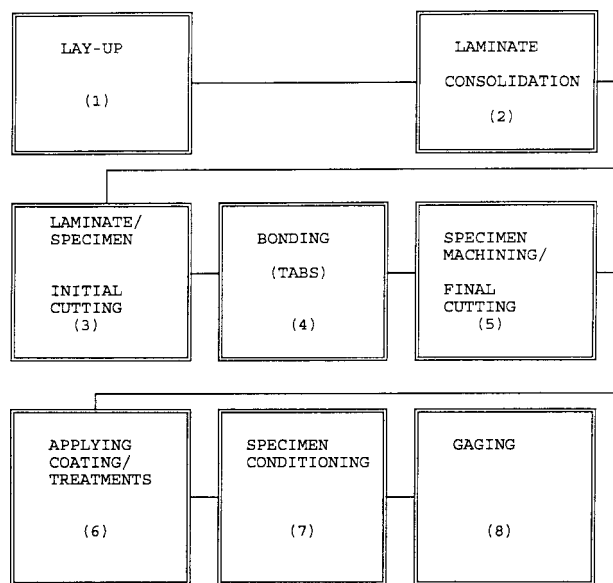 LAY-UP
(1)
LAMINATE
CONSOLIDATION
(2)
LAMINATE/
SPECIMEN
INITIAL
CUTTING
(3)
BONDING
(TABS)
(4)
SPECIMEN
MACHINING/
FINAL
CUTTING
(5)
APPLYING
COATING/
TREATMENTS
(6)
SPECIMEN
CONDITIONING
(7)
GAGING
(8)